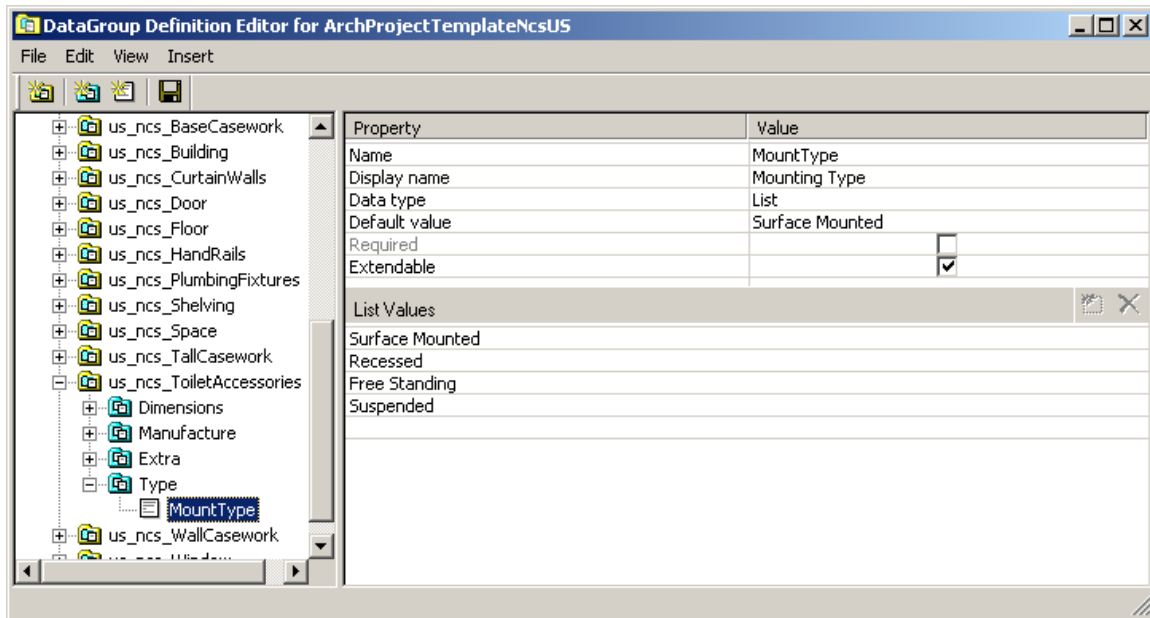 DataGroup Definition Editor for ArchProjectTemplateNcsUS
File Edit View Insert
us_ncs_BaseCasework
us_ncs_Building
us_ncs_CurtainWalls
us_ncs_Door
us_ncs_Floor
us_ncs_HandRails
us_ncs_PlumbingFixtures
us_ncs_Shelving
us_ncs_Space
us_ncs_TallCasework
us_ncs_ToiletAccessories
Dimensions
Manufacture
Extra
Type
MountType
us_ncs_WallCasework
Property Value
Name MountType
Display name Mounting Type
Data type List
Default value Surface Mounted
Required
Extendable
List Values
Surface Mounted
Recessed
Free Standing
Suspended